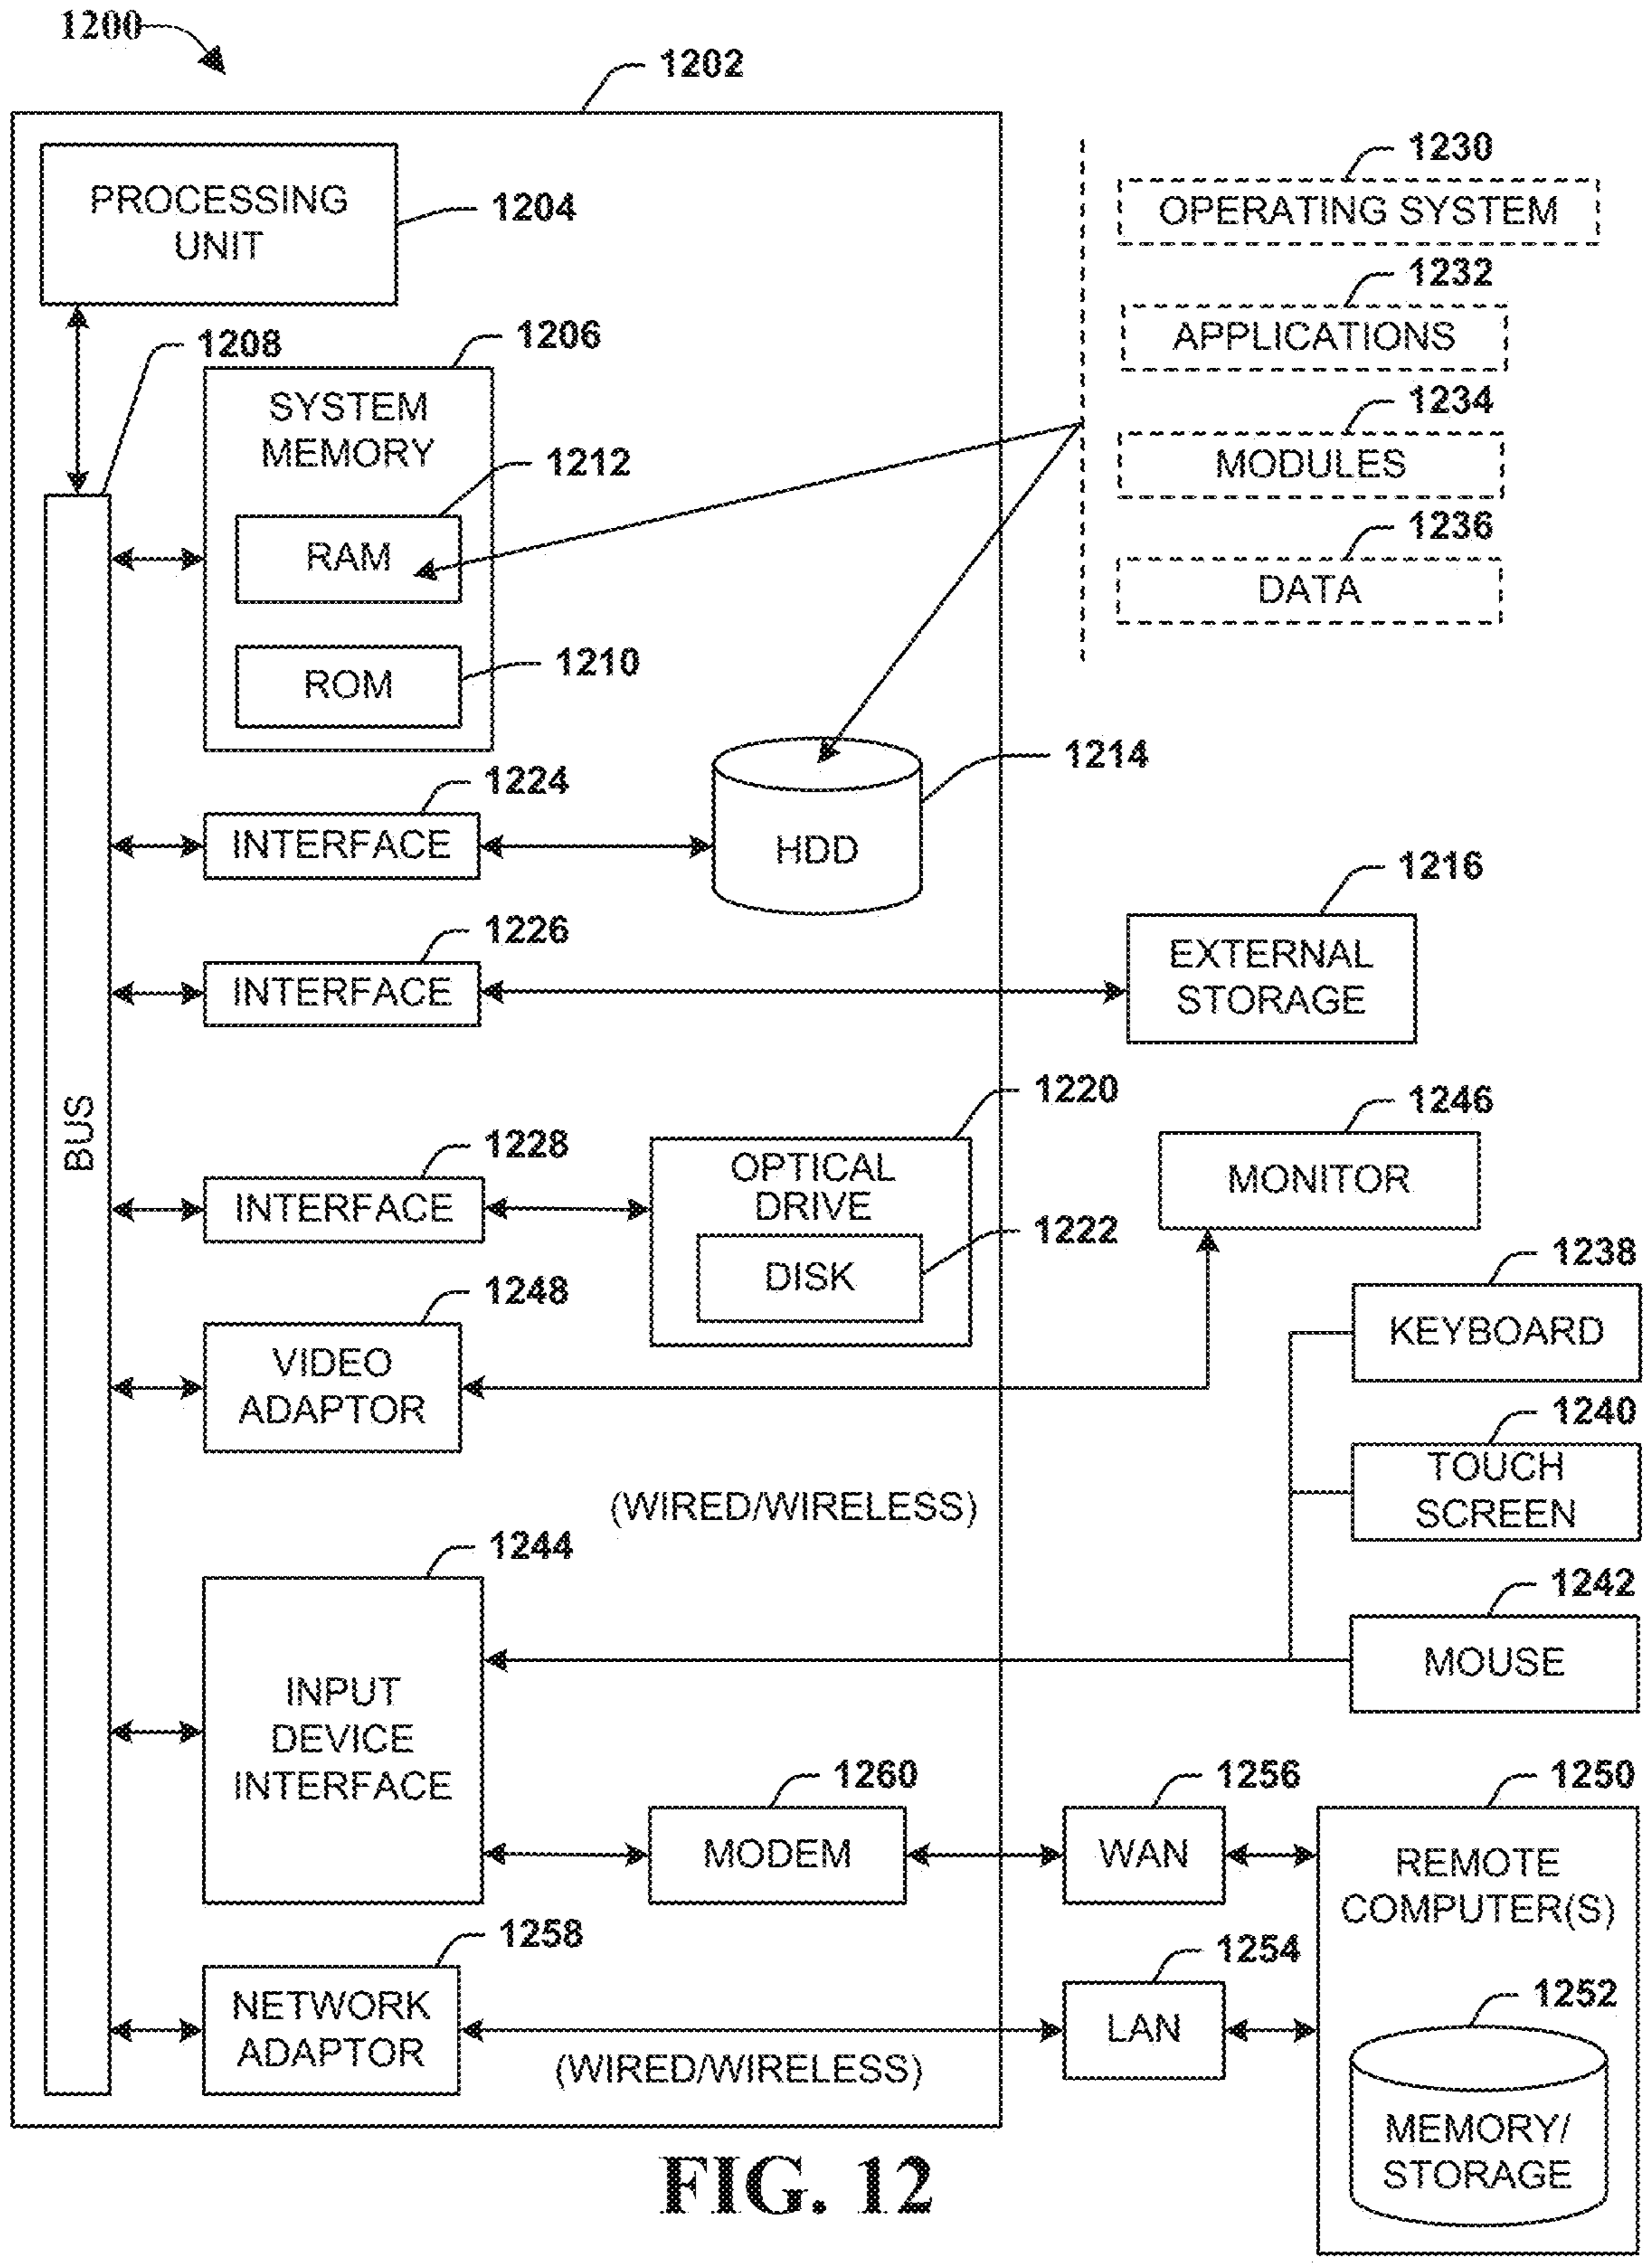 1200
1202
PROCESSING
UNIT
1204
1230
OPERATING SYSTEM
1232
APPLICATIONS
1234
MODULES
1236
DATA
1208
1206
SYSTEM
MEMORY
1212
RAM
1210
ROM
1224
INTERFACE
1214
HDD
1226
INTERFACE
1216
EXTERNAL
STORAGE
BUS
1228
INTERFACE
1220
OPTICAL
DRIVE
1222
DISK
1246
MONITOR
1248
VIDEO
ADAPTOR
1238
KEYBOARD
1240
TOUCH
SCREEN
(WIRED/WIRELESS)
1244
INPUT
DEVICE
INTERFACE
1242
MOUSE
1260
MODEM
1256
WAN
1250
REMOTE
COMPUTER(S)
1258
NETWORK
ADAPTOR
(WIRED/WIRELESS)
1254
LAN
1252
MEMORY/
STORAGE
FIG. 12